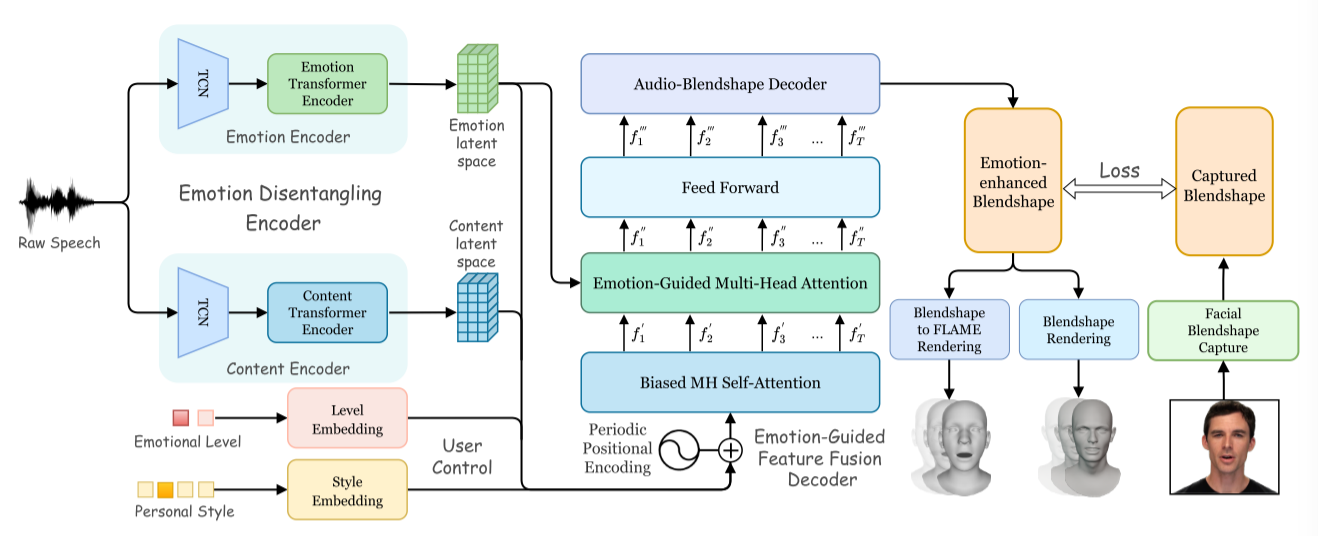 TCN
Emotion
Transformer
Encoder
Emotion Encoder
Emotion
latent
space
Raw Speech
Emotion Disentangling
Encoder
Content
latent
space
TCN
Content
Transformer
Encoder
Content Encoder
Emotional Level
Level
Embedding
User
Control
Personal Style
Style
Embedding
Audio-Blendshape Decoder
f₁''' f₂''' f₃''' ... f_T'''
Feed Forward
f₁'' f₂'' f₃'' ... f_T''
Emotion-Guided Multi-Head Attention
f₁' f₂' f₃' ... f_T'
Biased MH Self-Attention
Periodic
Positional
Encoding
Emotion-Guided
Feature Fusion
Decoder
Emotion-
enhanced
Blendshape
Loss
Captured
Blendshape
Blendshape
to FLAME
Rendering
Blendshape
Rendering
Facial
Blendshape
Capture